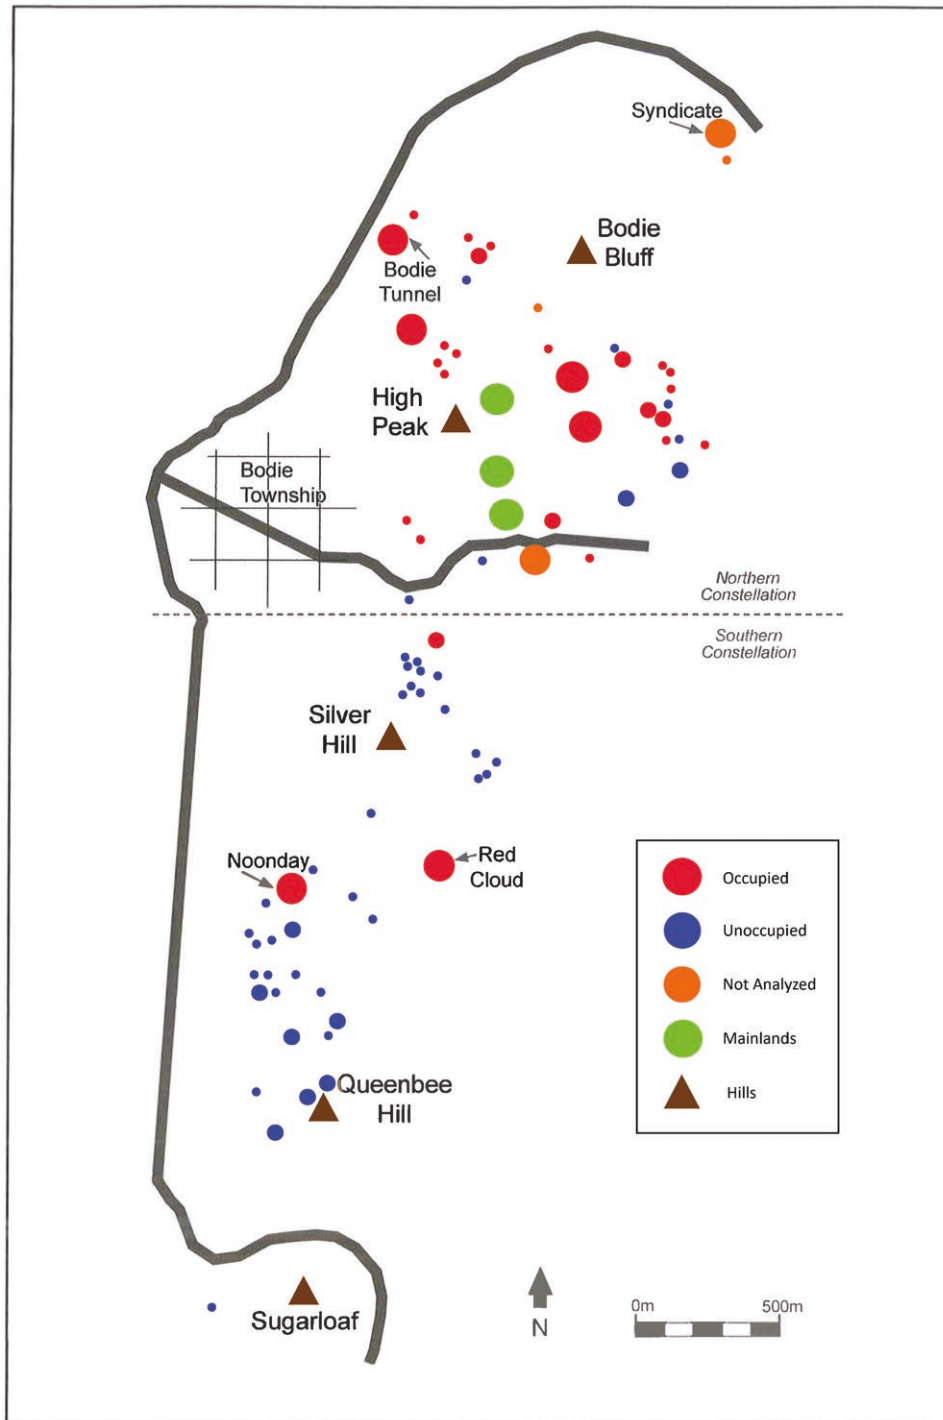 Syndicate
Bodie
Bluff
Bodie
Tunnel
High
Peak
Bodie
Township
Northern
Constellation
Southern
Constellation
Silver
Hill
Noonday
Red
Cloud
Occupied
Unoccupied
Not Analyzed
Mainlands
Hills
Queenbee
Hill
Sugarloaf
N
0m
500m